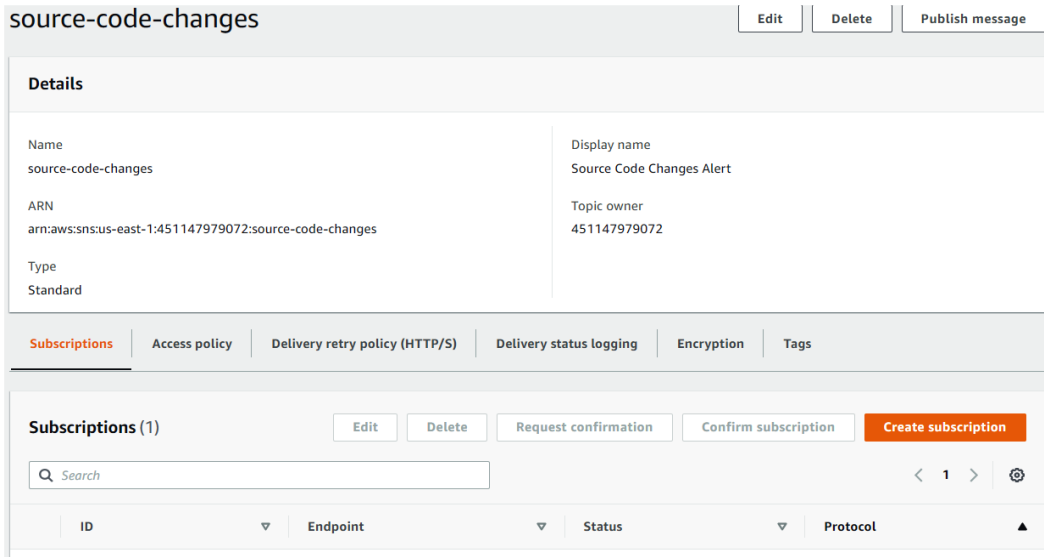 source-code-changes
Edit
Delete
Publish message
Details
Name
source-code-changes
Display name
Source Code Changes Alert
ARN
arn:aws:sns:us-east-1:451147979072:source-code-changes
Topic owner
451147979072
Type
Standard
Subscriptions
Access policy
Delivery retry policy (HTTP/S)
Delivery status logging
Encryption
Tags
Subscriptions (1)
Edit
Delete
Request confirmation
Confirm subscription
Create subscription
Search
1
ID
Endpoint
Status
Protocol